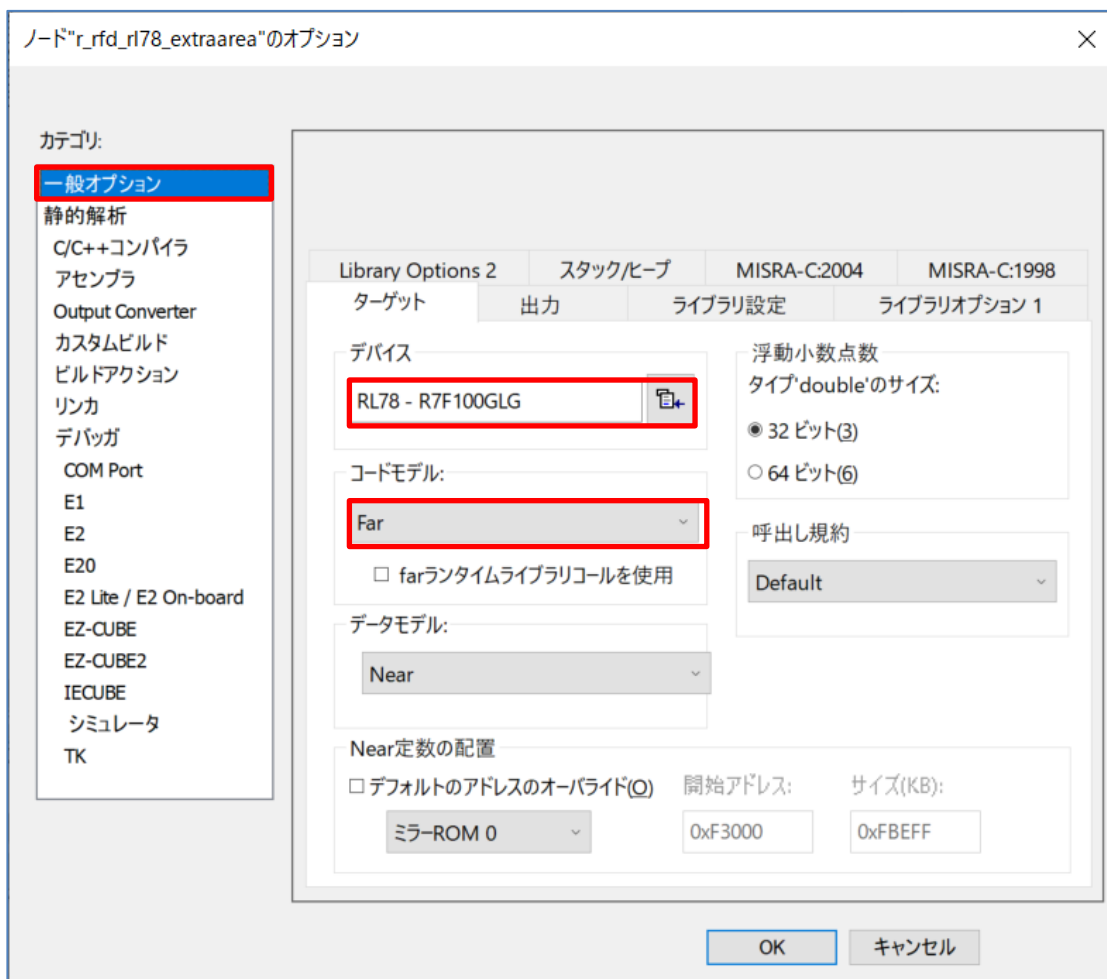 ノード"r_rfd_rl78_extraarea"のオプション
カテゴリ:
一般オプション
静的解析
C/C++コンパイラ
アセンブラ
Output Converter
カスタムビルド
ビルドアクション
リンカ
デバッガ
COM Port
E1
E2
E20
E2 Lite / E2 On-board
EZ-CUBE
EZ-CUBE2
IECUBE
シミュレータ
TK
Library Options 2 スタック/ヒープ MISRA-C:2004 MISRA-C:1998
ターゲット 出力 ライブラリ設定 ライブラリオプション 1
デバイス
RL78 - R7F100GLG
コードモデル:
Far
farランタイムライブラリコールを使用
データモデル:
Near
浮動小数点数
タイプ'double'のサイズ:
32 ビット(3)
64 ビット(6)
呼出し規約
Default
Near定数の配置
デフォルトのアドレスのオーバライド(O) 開始アドレス: サイズ(KB):
ミラーROM 0 0xF3000 0xFBEFF
OK キャンセル